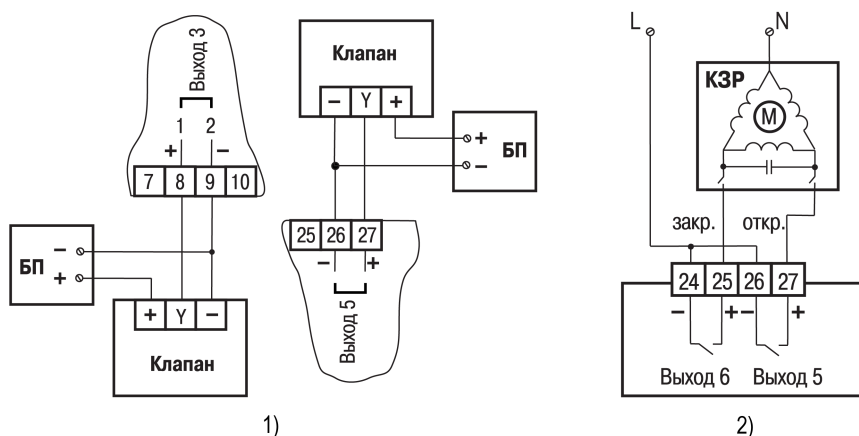 Выход 3
1 2
+ –
7 8 9 10
БП
–
+
+ Y –
Клапан
Клапан
– Y +
+
–
БП
25 26 27
– +
Выход 5
1)
L N
КЗР
M
закр. откр.
24 25 26 27
– + – +
Выход 6 Выход 5
2)